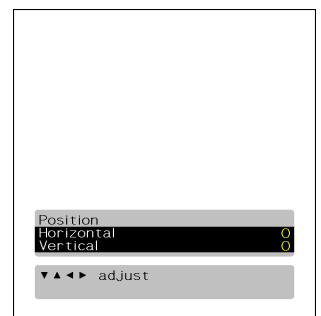 Position
Horizontal 0
Vertical 0
▼▲◄► adjust